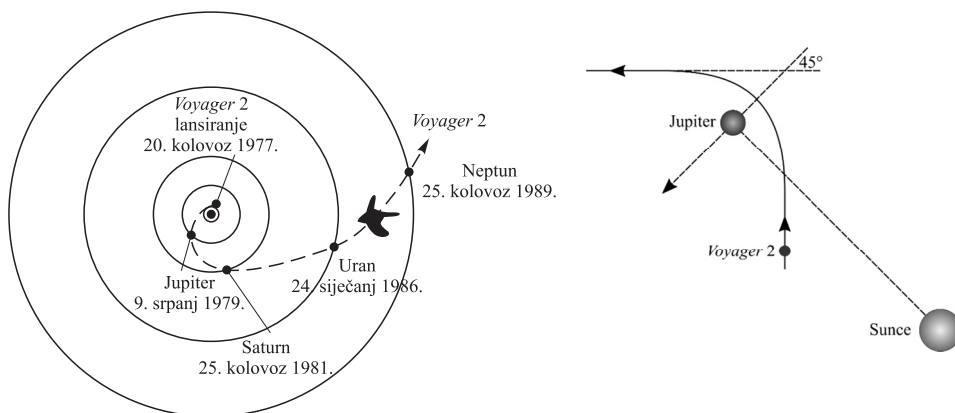 Voyager 2
lansiranje
20. kolovoz 1977.
Voyager 2
Neptun
25. kolovoz 1989.
Uran
24. siječanj 1986.
Jupiter
9. srpanj 1979.
Saturn
25. kolovoz 1981.
45°
Jupiter
Voyager 2
Sunce